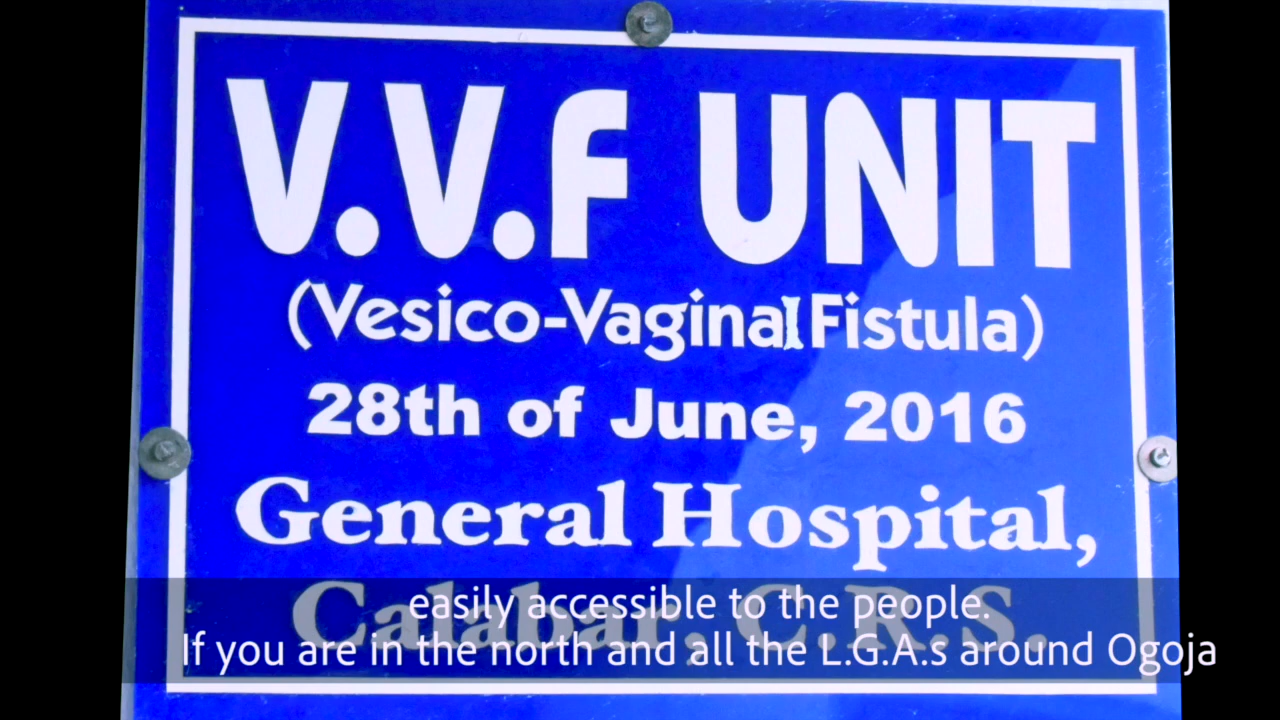 V.V.F UNIT
(Vesico-Vaginal Fistula)
28th of June, 2016
General Hospital,
Calabar, C.R.S.
easily accessible to the people.
If you are in the north and all the L.G.A.s around Ogoja